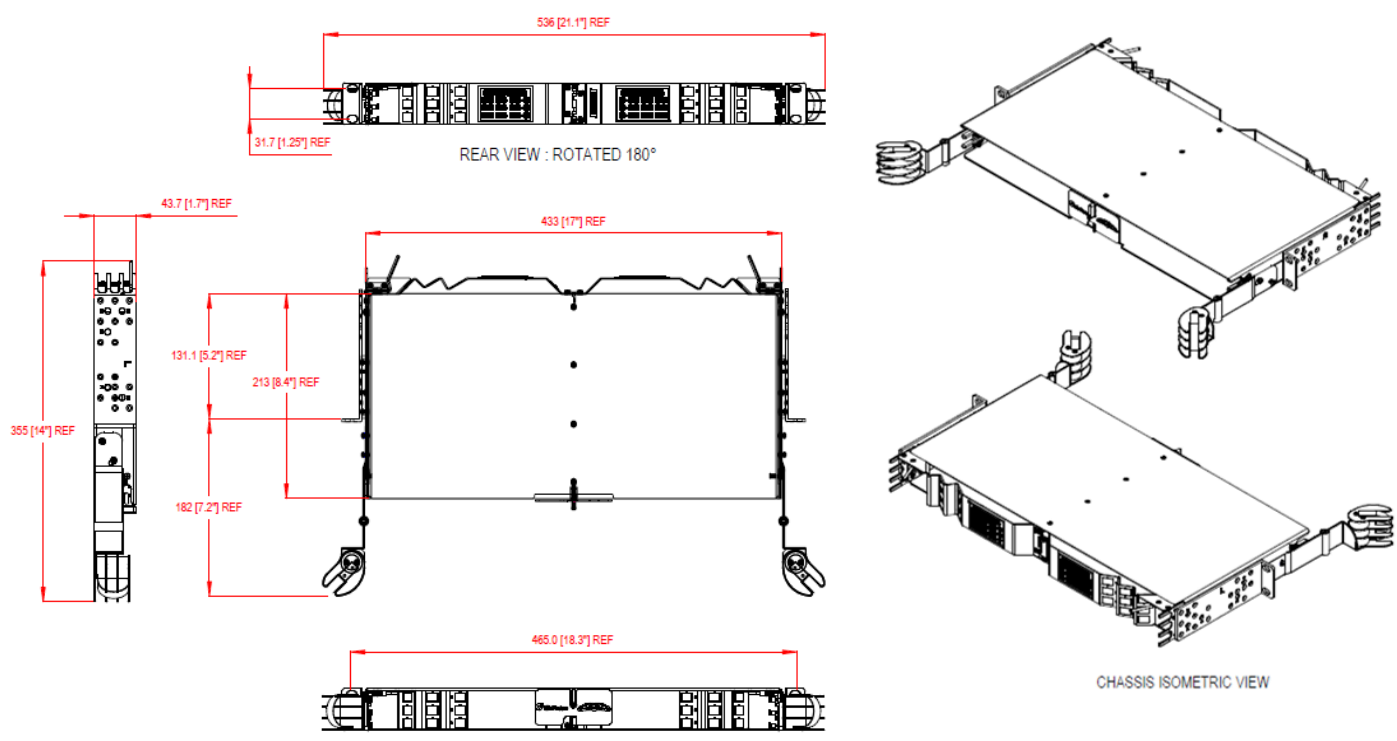 536 [21.1"] REF
31.7 [1.25"] REF
REAR VIEW : ROTATED 180°
43.7 [1.7"] REF
433 [17"] REF
131.1 [5.2"] REF
213 [8.4"] REF
355 [14"] REF
182 [7.2"] REF
465.0 [18.3"] REF
L
R
L
CHASSIS ISOMETRIC VIEW